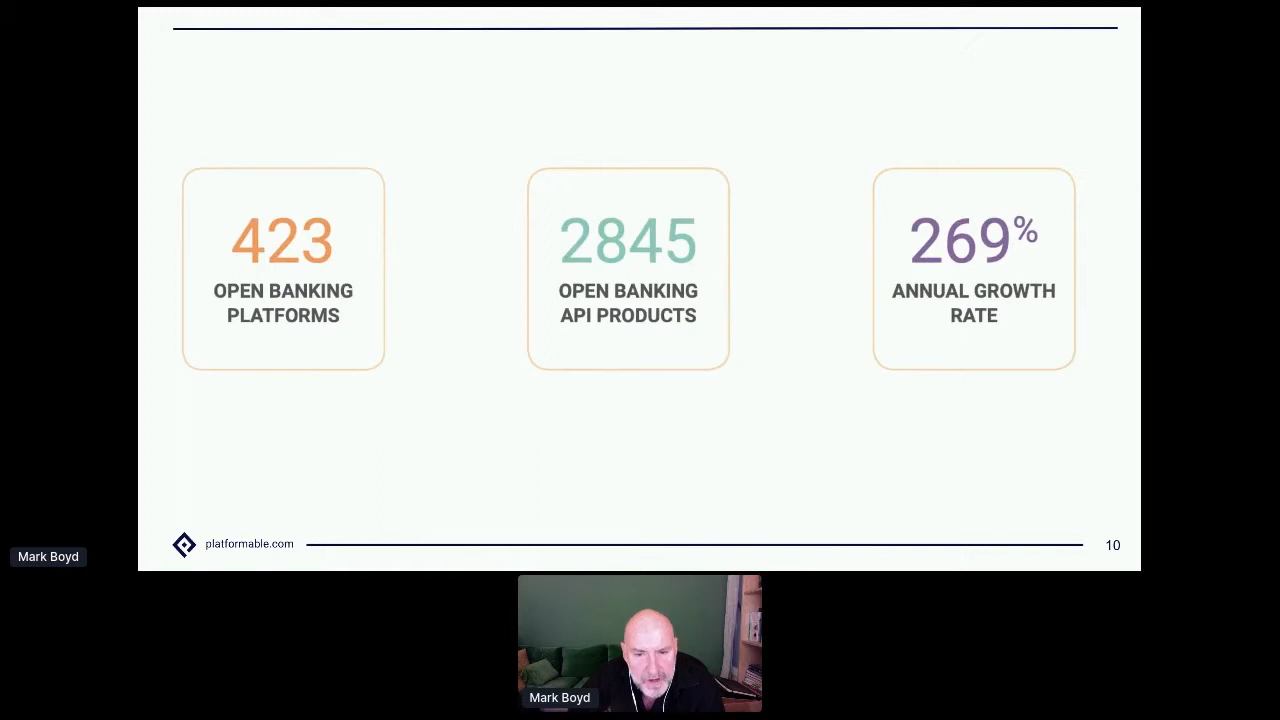 423
OPEN BANKING
PLATFORMS
2845
OPEN BANKING
API PRODUCTS
269%
ANNUAL GROWTH
RATE
platformable.com
10
Mark Boyd
Mark Boyd